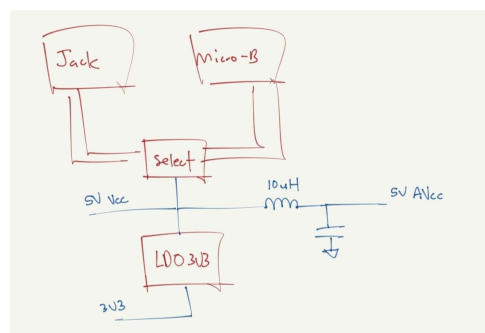 Jack
Micro-B
Select
10uH
5V Vcc
5V AVcc
LDO 3V3
3V3